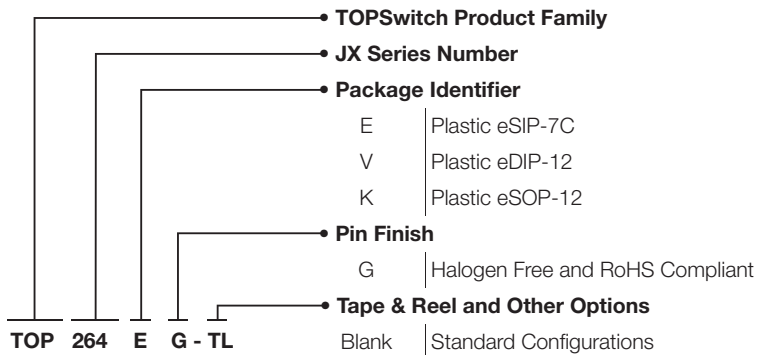 TOPSwitch Product Family
JX Series Number
Package Identifier
E Plastic eSIP-7C
V Plastic eDIP-12
K Plastic eSOP-12
Pin Finish
G Halogen Free and RoHS Compliant
Tape & Reel and Other Options
TOP 264 E G - TL Blank Standard Configurations